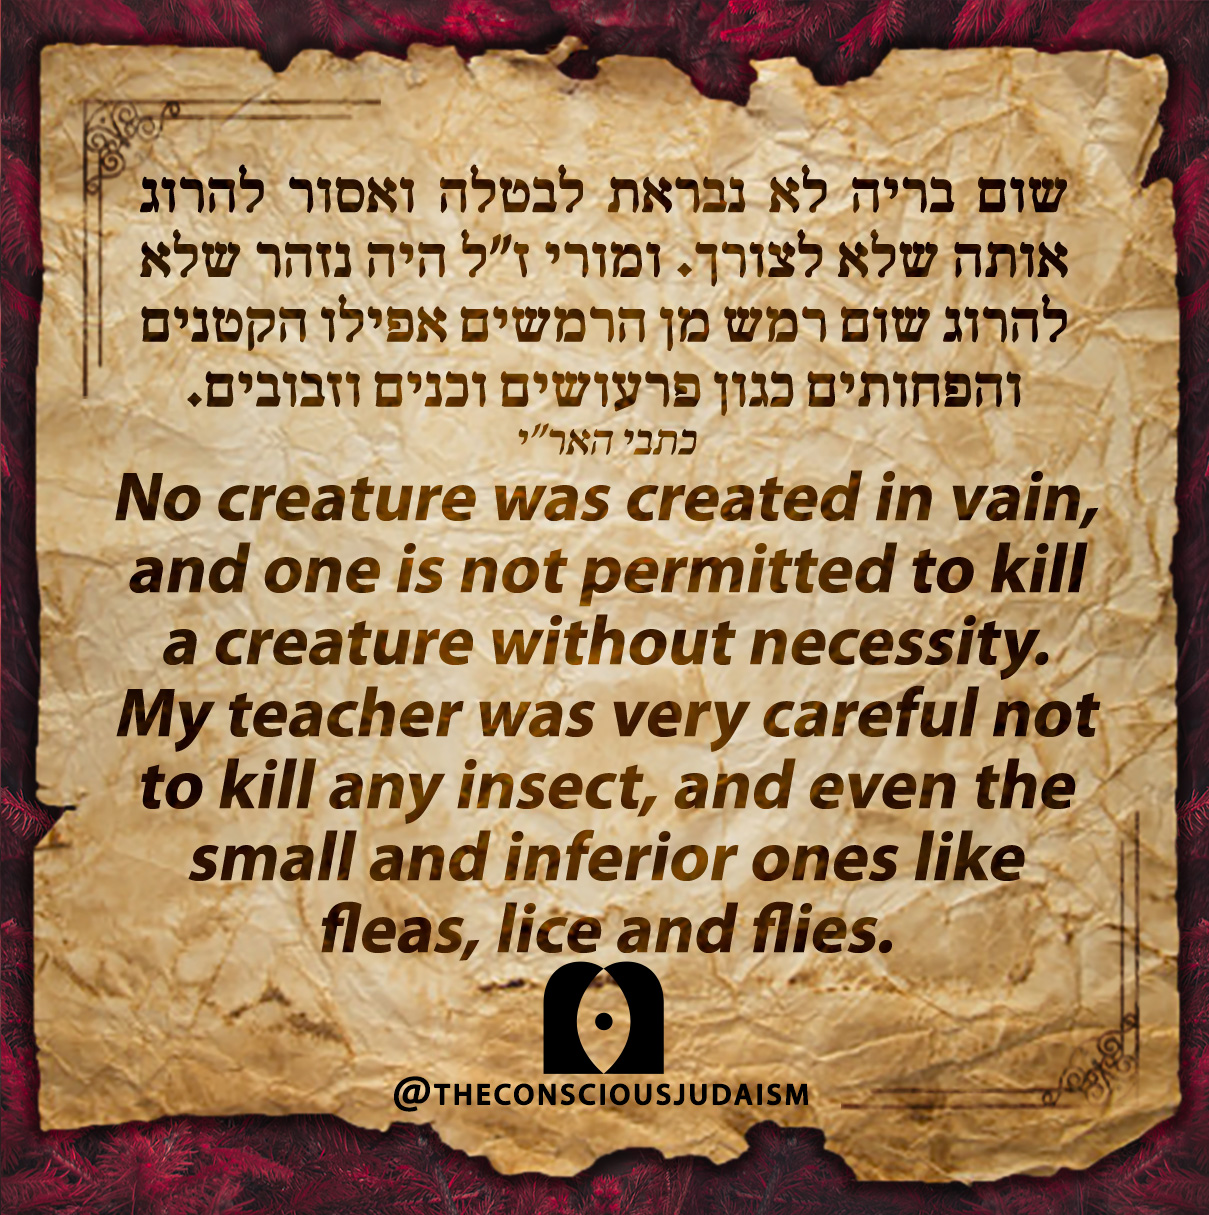 שום בריה לא נבראת לבטלה ואסור להרוג
אותה שלא לצורך. ומורי ז"ל היה נזהר שלא
להרוג שום רמש מן הרמשים אפילו הקטנים
והפחותים כגון פרעושים וכנים וזבובים.
כתבי האר"י
No creature was created in vain,
and one is not permitted to kill
a creature without necessity.
My teacher was very careful not
to kill any insect, and even the
small and inferior ones like
fleas, lice and flies.
@THECONSCIOUSJUDAISM